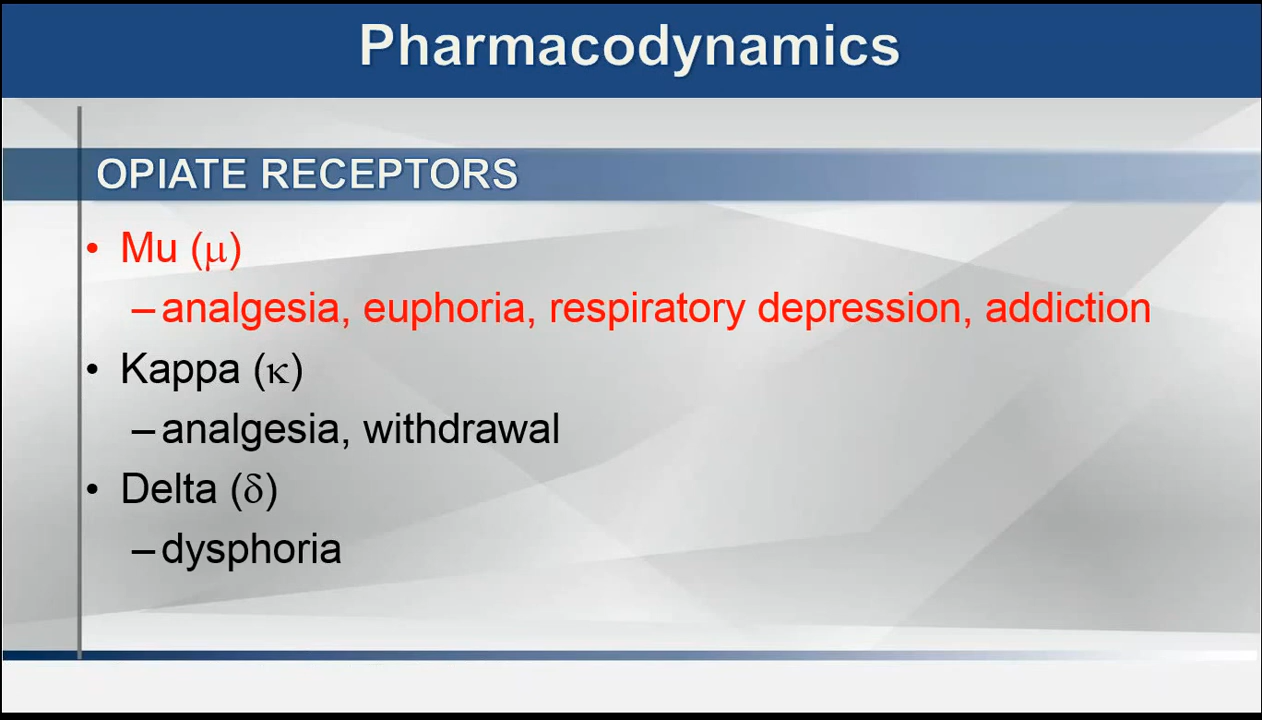 Pharmacodynamics
OPIATE RECEPTORS
• Mu (μ)
–analgesia, euphoria, respiratory depression, addiction
• Kappa (κ)
–analgesia, withdrawal
• Delta (δ)
–dysphoria